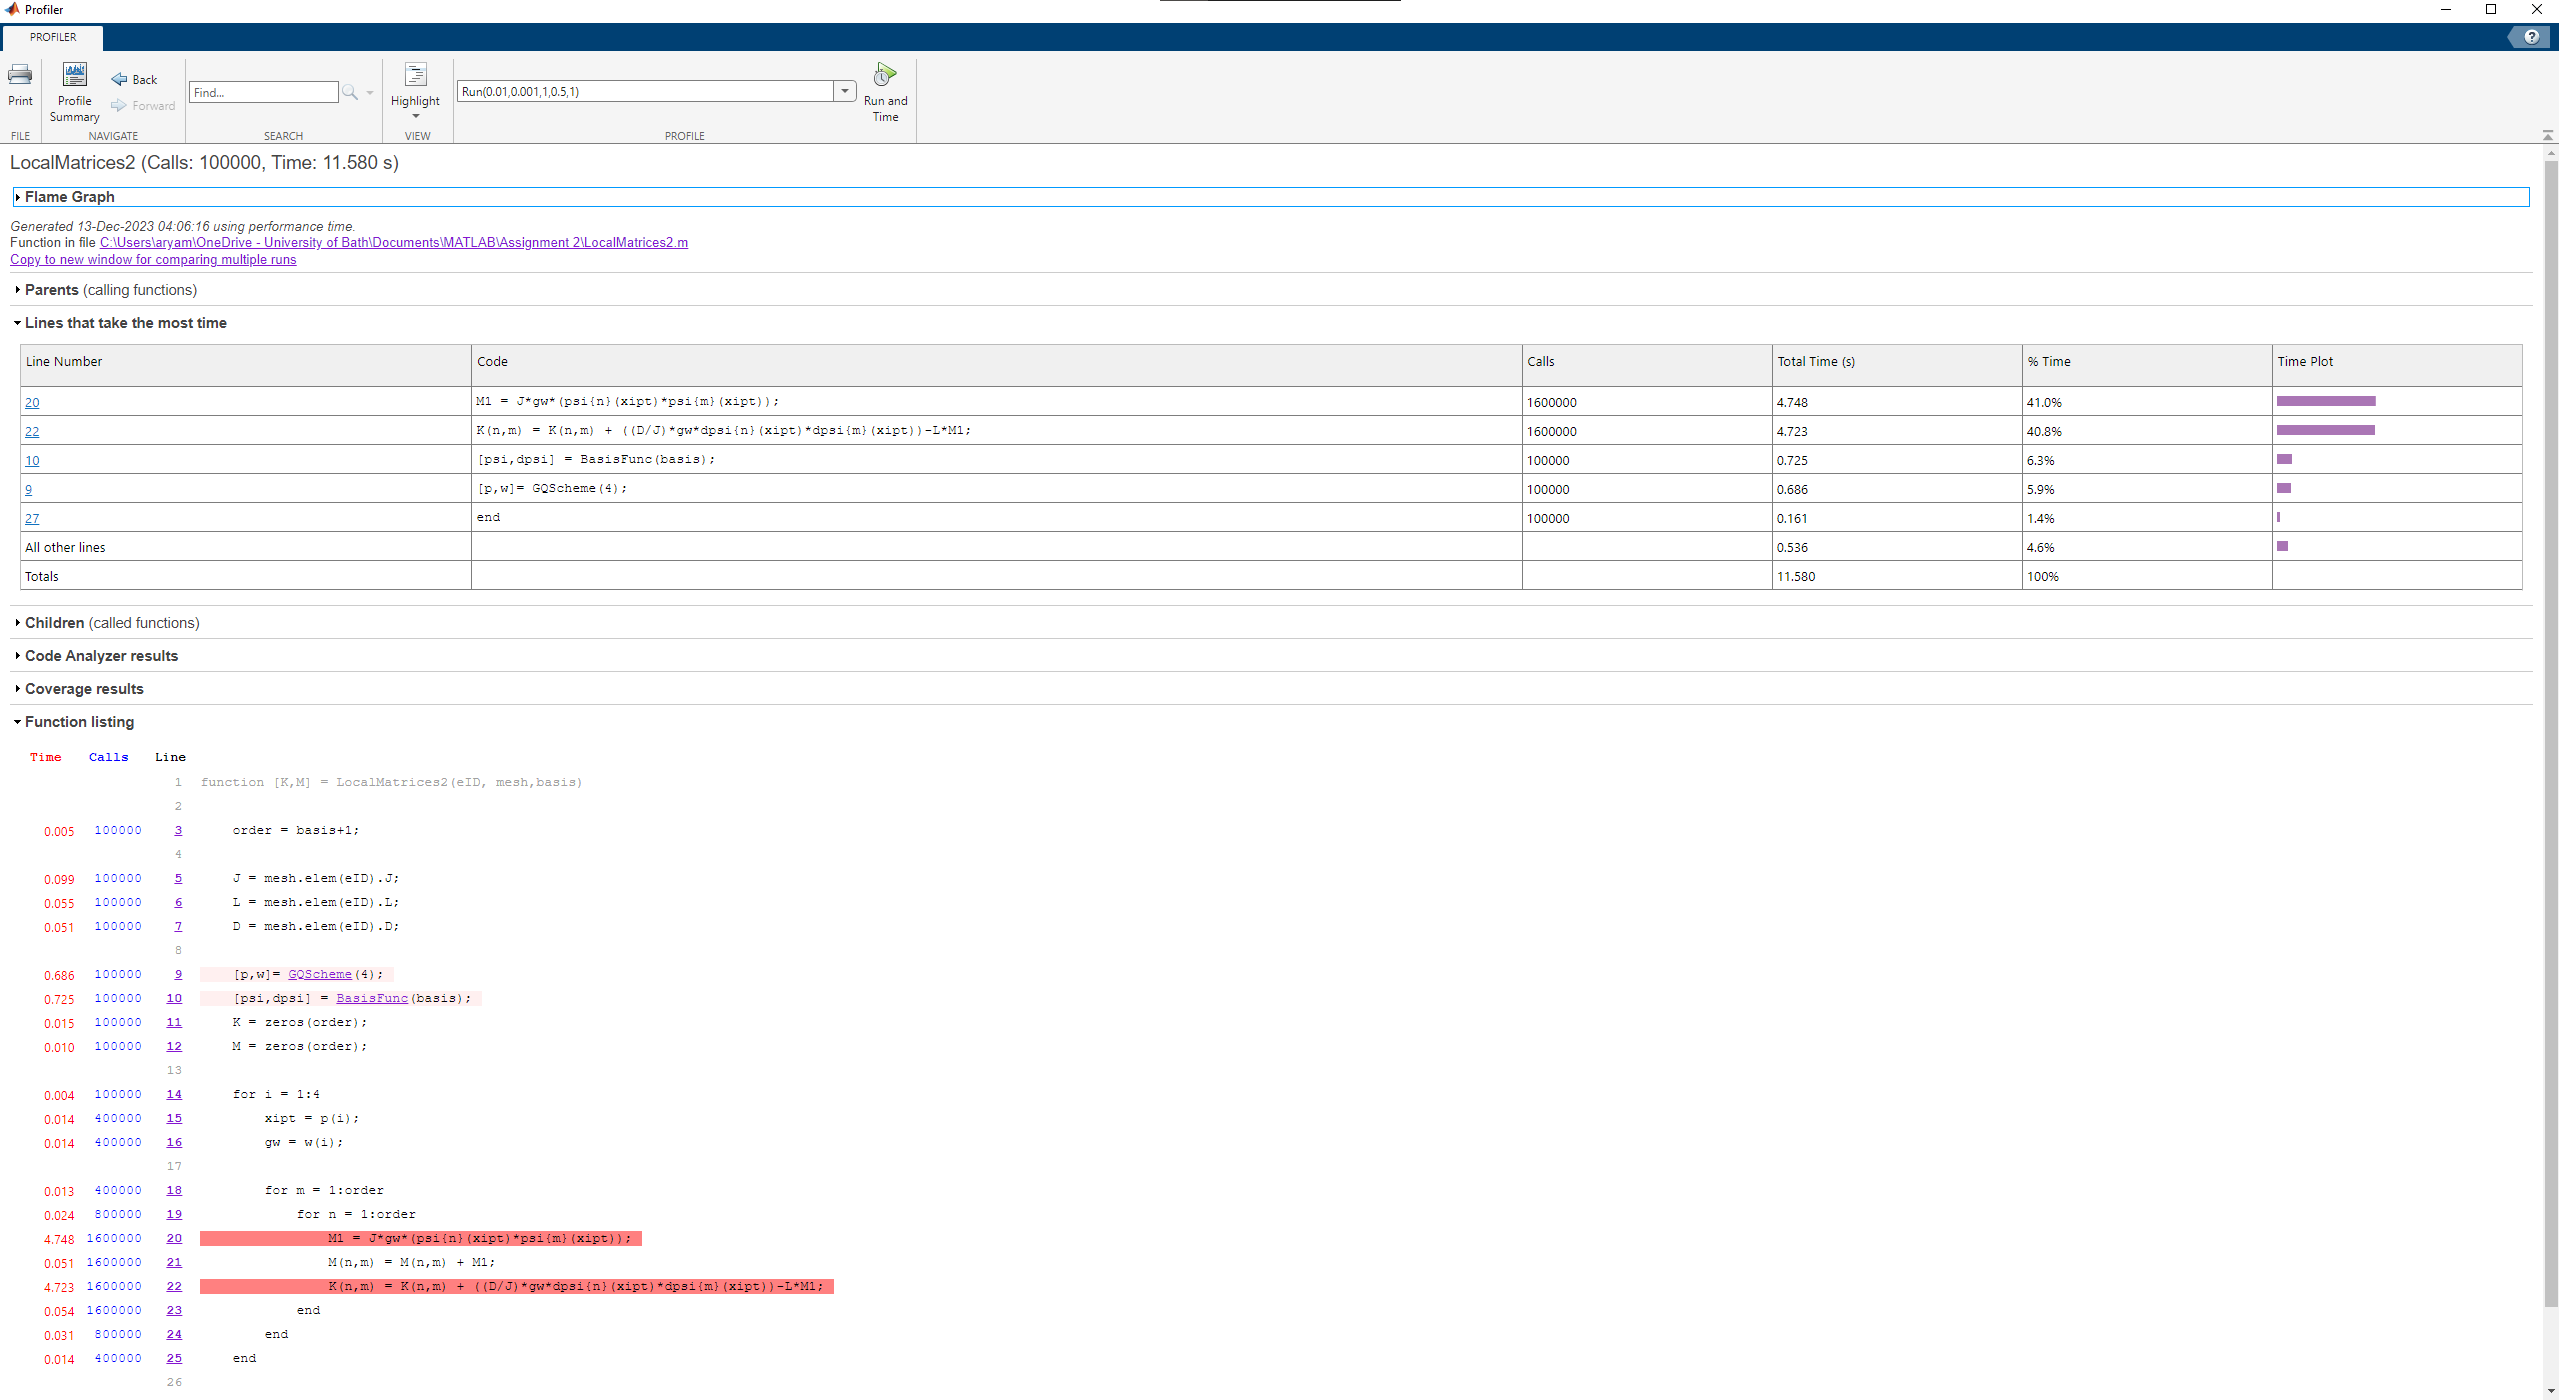 Profiler
PROFILER
?
Print
Profile Summary
Back
Forward
Find...
Highlight
Run(0.01,0.001,1,0.5,1)
Run and Time
FILE
NAVIGATE
SEARCH
VIEW
PROFILE
LocalMatrices2 (Calls: 100000, Time: 11.580 s)
Flame Graph
Generated 13-Dec-2023 04:06:16 using performance time.
Function in file C:\Users\aryam\OneDrive - University of Bath\Documents\MATLAB\Assignment 2\LocalMatrices2.m
Copy to new window for comparing multiple runs
Parents (calling functions)
Lines that take the most time
Line Number Code Calls Total Time (s) % Time Time Plot
20 M1 = J*gw*(psi{n}(xipt)*psi{m}(xipt)); 1600000 4.748 41.0%
22 K(n,m) = K(n,m) + ((D/J)*gw*dpsi{n}(xipt)*dpsi{m}(xipt))-L*M1; 1600000 4.723 40.8%
10 [psi,dpsi] = BasisFunc(basis); 100000 0.725 6.3%
9 [p,w]= GQScheme(4); 100000 0.686 5.9%
27 end 100000 0.161 1.4%
All other lines 0.536 4.6%
Totals 11.580 100%
Children (called functions)
Code Analyzer results
Coverage results
Function listing
Time Calls Line
1 function [K,M] = LocalMatrices2(eID, mesh,basis)
2
0.005 100000 3 order = basis+1;
4
0.099 100000 5 J = mesh.elem(eID).J;
0.055 100000 6 L = mesh.elem(eID).L;
0.051 100000 7 D = mesh.elem(eID).D;
8
0.686 100000 9 [p,w]= GQScheme(4);
0.725 100000 10 [psi,dpsi] = BasisFunc(basis);
0.015 100000 11 K = zeros(order);
0.010 100000 12 M = zeros(order);
13
0.004 100000 14 for i = 1:4
0.014 400000 15 xipt = p(i);
0.014 400000 16 gw = w(i);
17
0.013 400000 18 for m = 1:order
0.024 800000 19 for n = 1:order
4.748 1600000 20 M1 = J*gw*(psi{n}(xipt)*psi{m}(xipt));
0.051 1600000 21 M(n,m) = M(n,m) + M1;
4.723 1600000 22 K(n,m) = K(n,m) + ((D/J)*gw*dpsi{n}(xipt)*dpsi{m}(xipt))-L*M1;
0.054 1600000 23 end
0.031 800000 24 end
0.014 400000 25 end
26